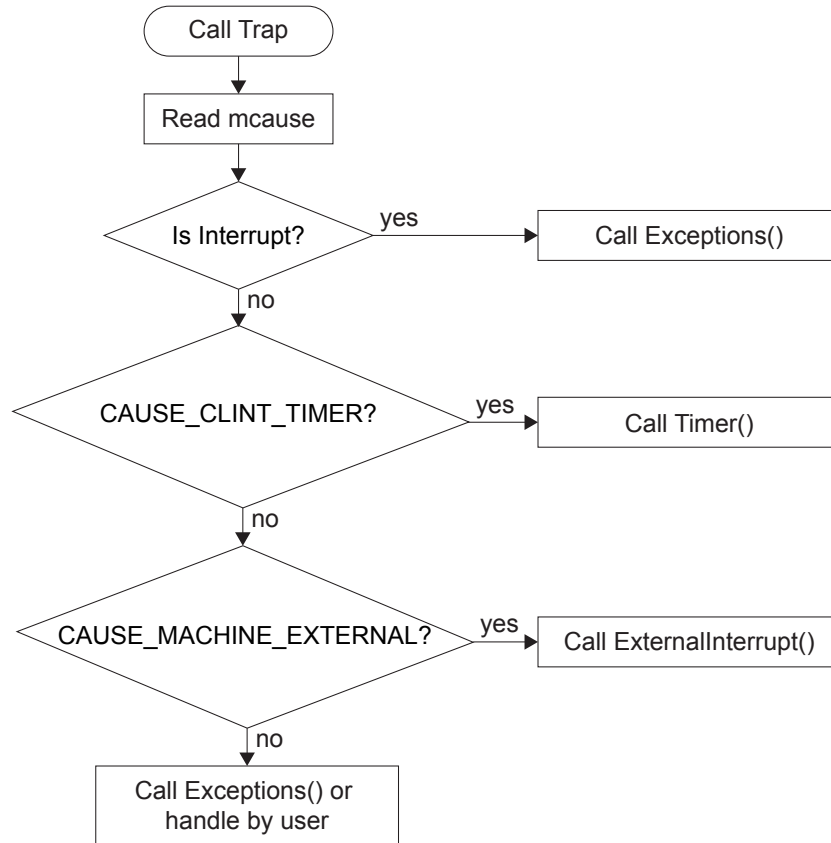 Call Trap
Read mcause
Is Interrupt?
yes
Call Exceptions()
no
CAUSE_CLINT_TIMER?
yes
Call Timer()
no
CAUSE_MACHINE_EXTERNAL?
yes
Call ExternalInterrupt()
no
Call Exceptions() or
handle by user